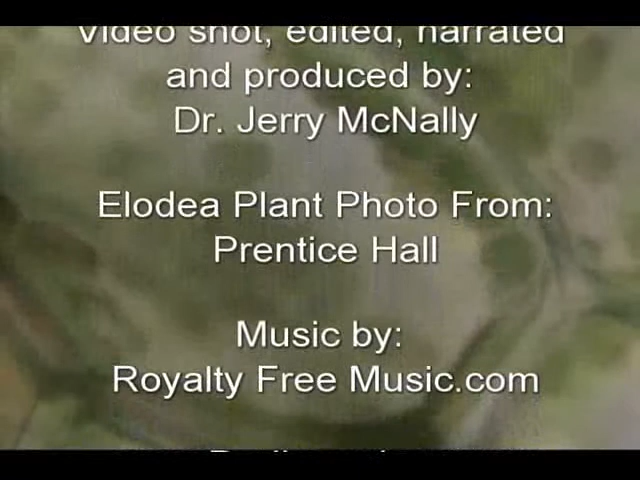 Video shot, edited, narrated
and produced by:
Dr. Jerry McNally
Elodea Plant Photo From:
Prentice Hall
Music by:
Royalty Free Music.com